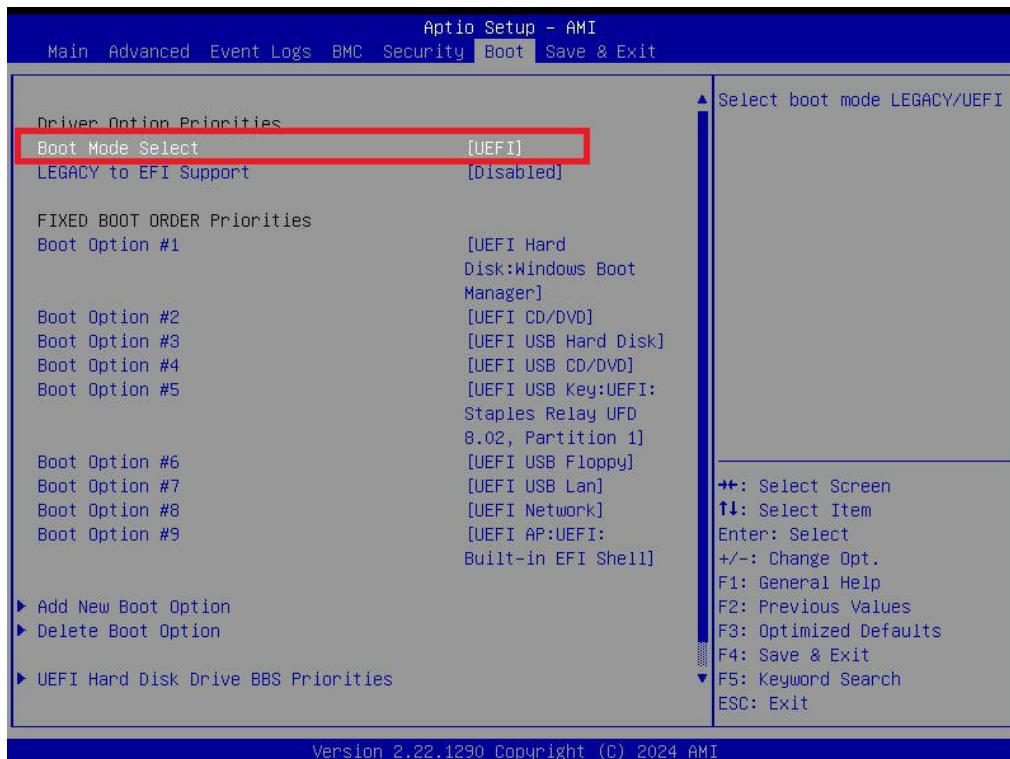 Aptio Setup – AMI
Main Advanced Event Logs BMC Security Boot Save & Exit
Driver Option Priorities
Boot Mode Select [UEFI]
LEGACY to EFI Support [Disabled]
FIXED BOOT ORDER Priorities
Boot Option #1 [UEFI Hard
Disk:Windows Boot
Manager]
Boot Option #2 [UEFI CD/DVD]
Boot Option #3 [UEFI USB Hard Disk]
Boot Option #4 [UEFI USB CD/DVD]
Boot Option #5 [UEFI USB Key:UEFI:
Staples Relay UFD
8.02, Partition 1]
Boot Option #6 [UEFI USB Floppy]
Boot Option #7 [UEFI USB Lan]
Boot Option #8 [UEFI Network]
Boot Option #9 [UEFI AP:UEFI:
Built-in EFI Shell]
Add New Boot Option
Delete Boot Option
UEFI Hard Disk Drive BBS Priorities
Select boot mode LEGACY/UEFI
→←: Select Screen
↑↓: Select Item
Enter: Select
+/-: Change Opt.
F1: General Help
F2: Previous Values
F3: Optimized Defaults
F4: Save & Exit
F5: Keyword Search
ESC: Exit
Version 2.22.1290 Copyright (C) 2024 AMI